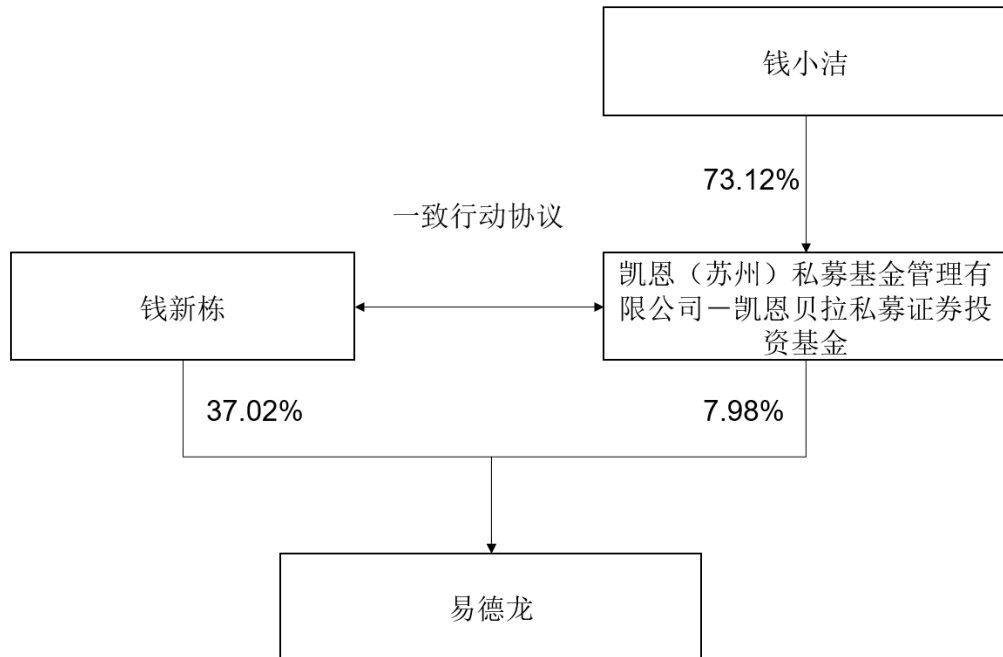 钱小洁
73.12%
一致行动协议
钱新栋
凯恩（苏州）私募基金管理有
限公司－凯恩贝拉私募证券投
资基金
37.02%
7.98%
易德龙